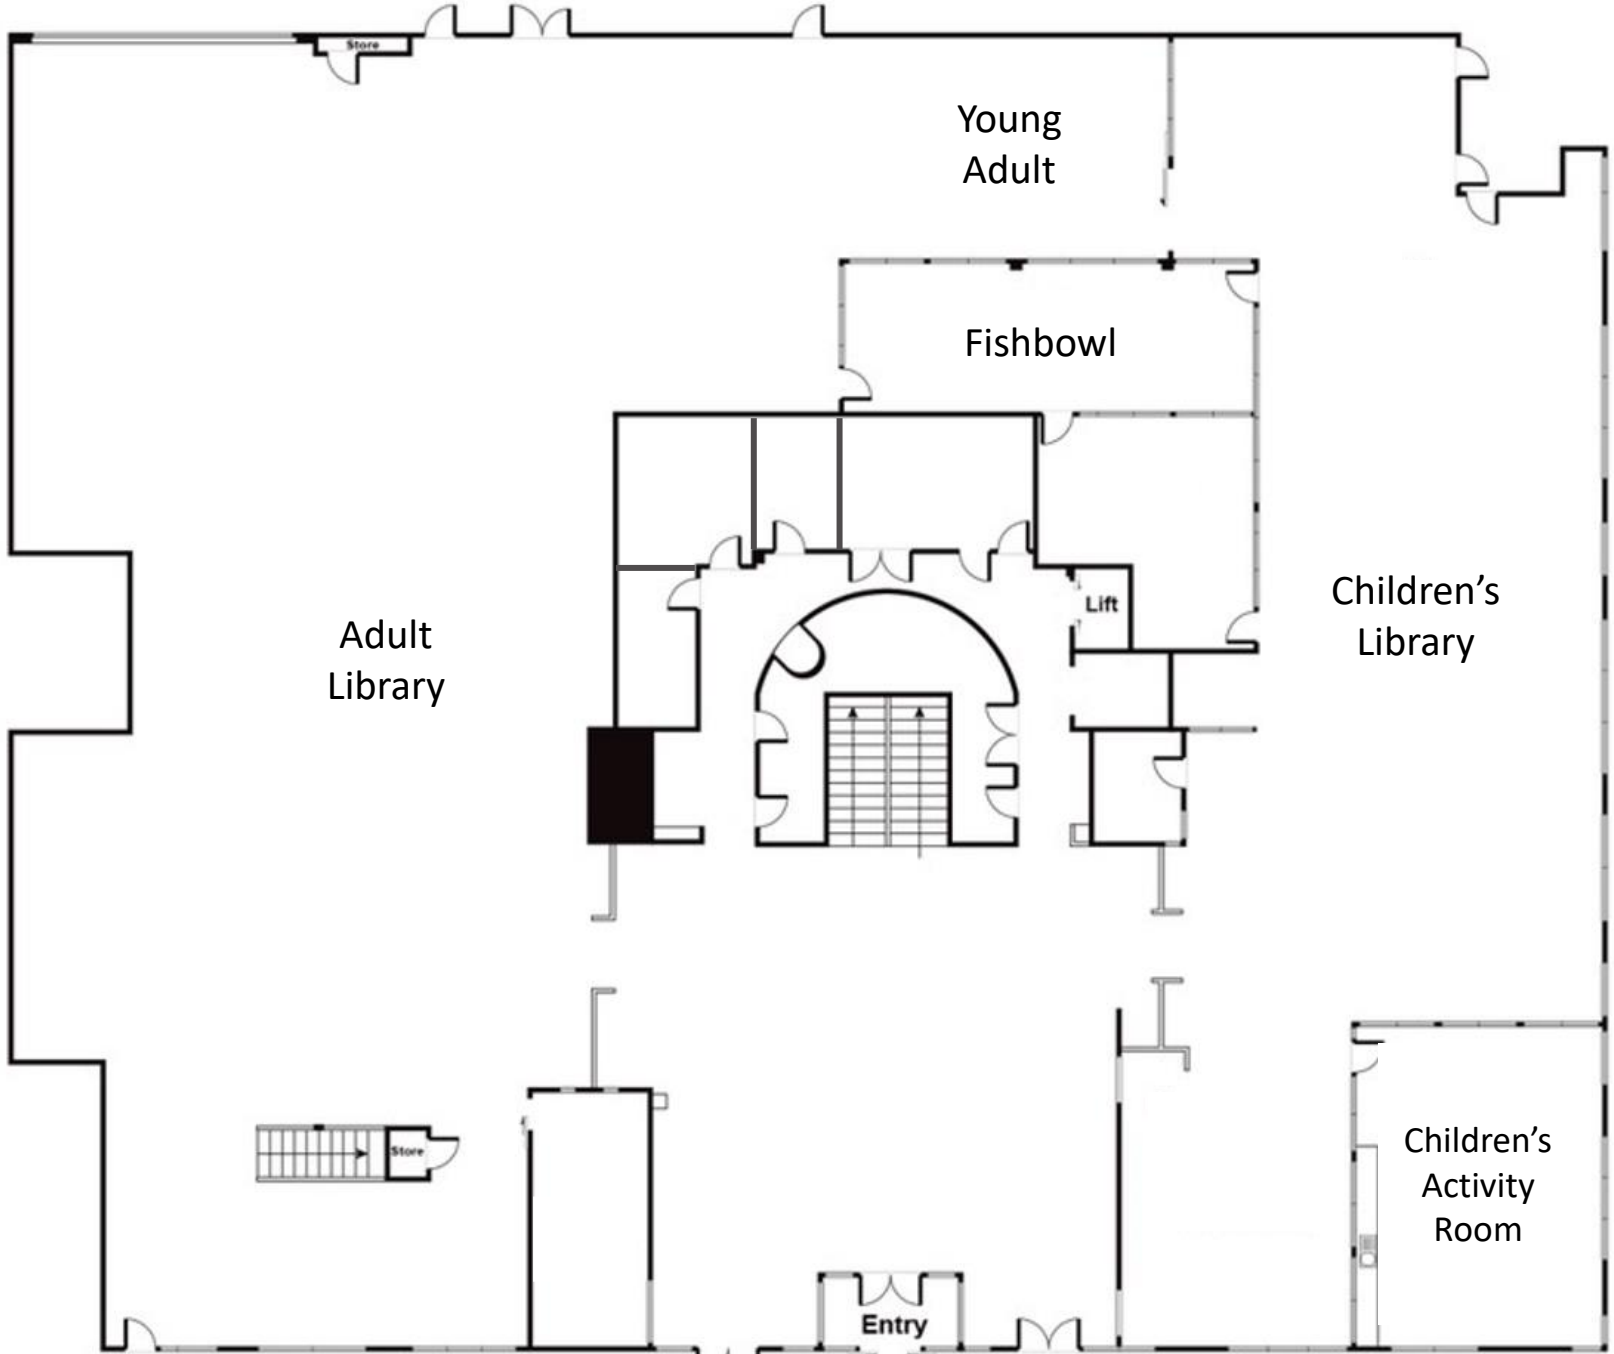 Store
Young
Adult
Fishbowl
Lift
Children's
Library
Adult
Library
Store
Children's
Activity
Room
Entry